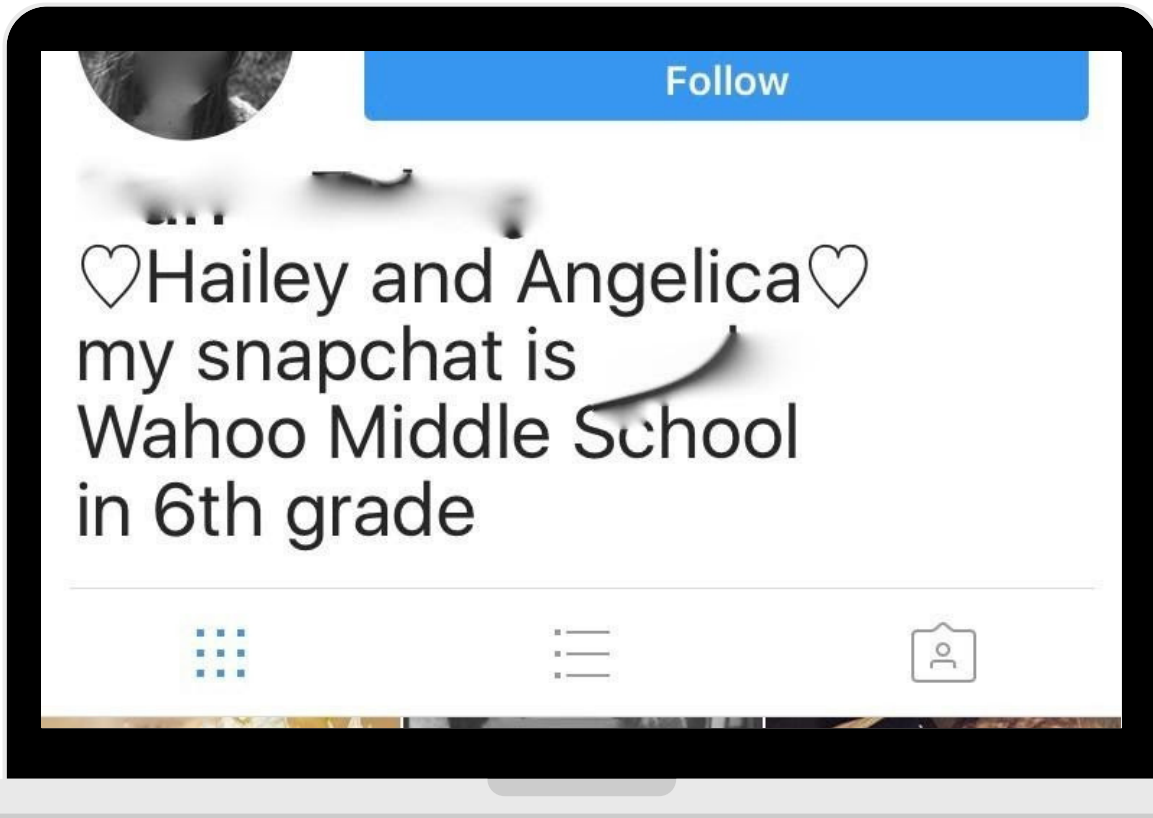 Follow
♡Hailey and Angelica♡
my snapchat is
Wahoo Middle School
in 6th grade